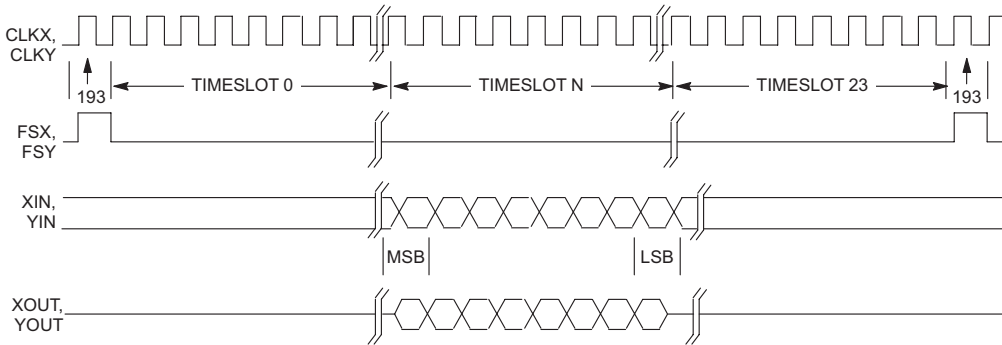 CLKX,
CLKY
193
TIMESLOT 0
TIMESLOT N
TIMESLOT 23
193
FSX,
FSY
XIN,
YIN
MSB
LSB
XOUT,
YOUT